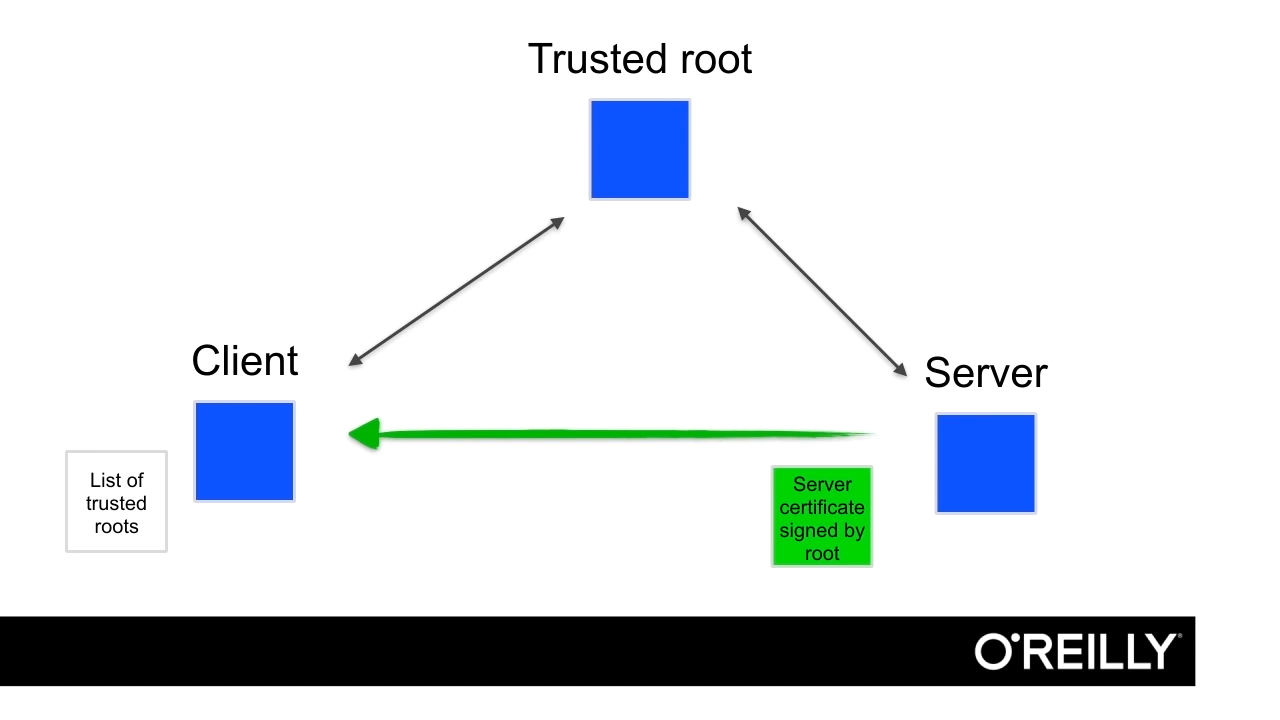 Trusted root
Client
Server
List of
trusted
roots
Server
certificate
signed by
root
O'REILLY®